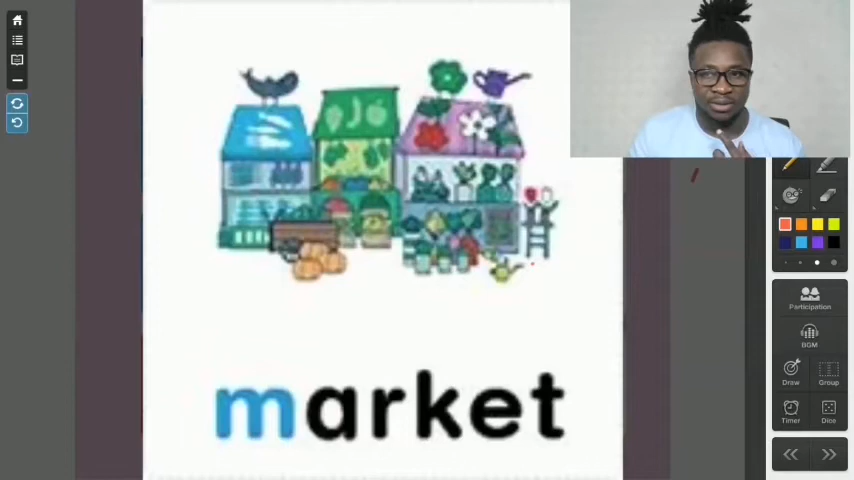 market
Participation
BGM
Draw Group
Timer Dice